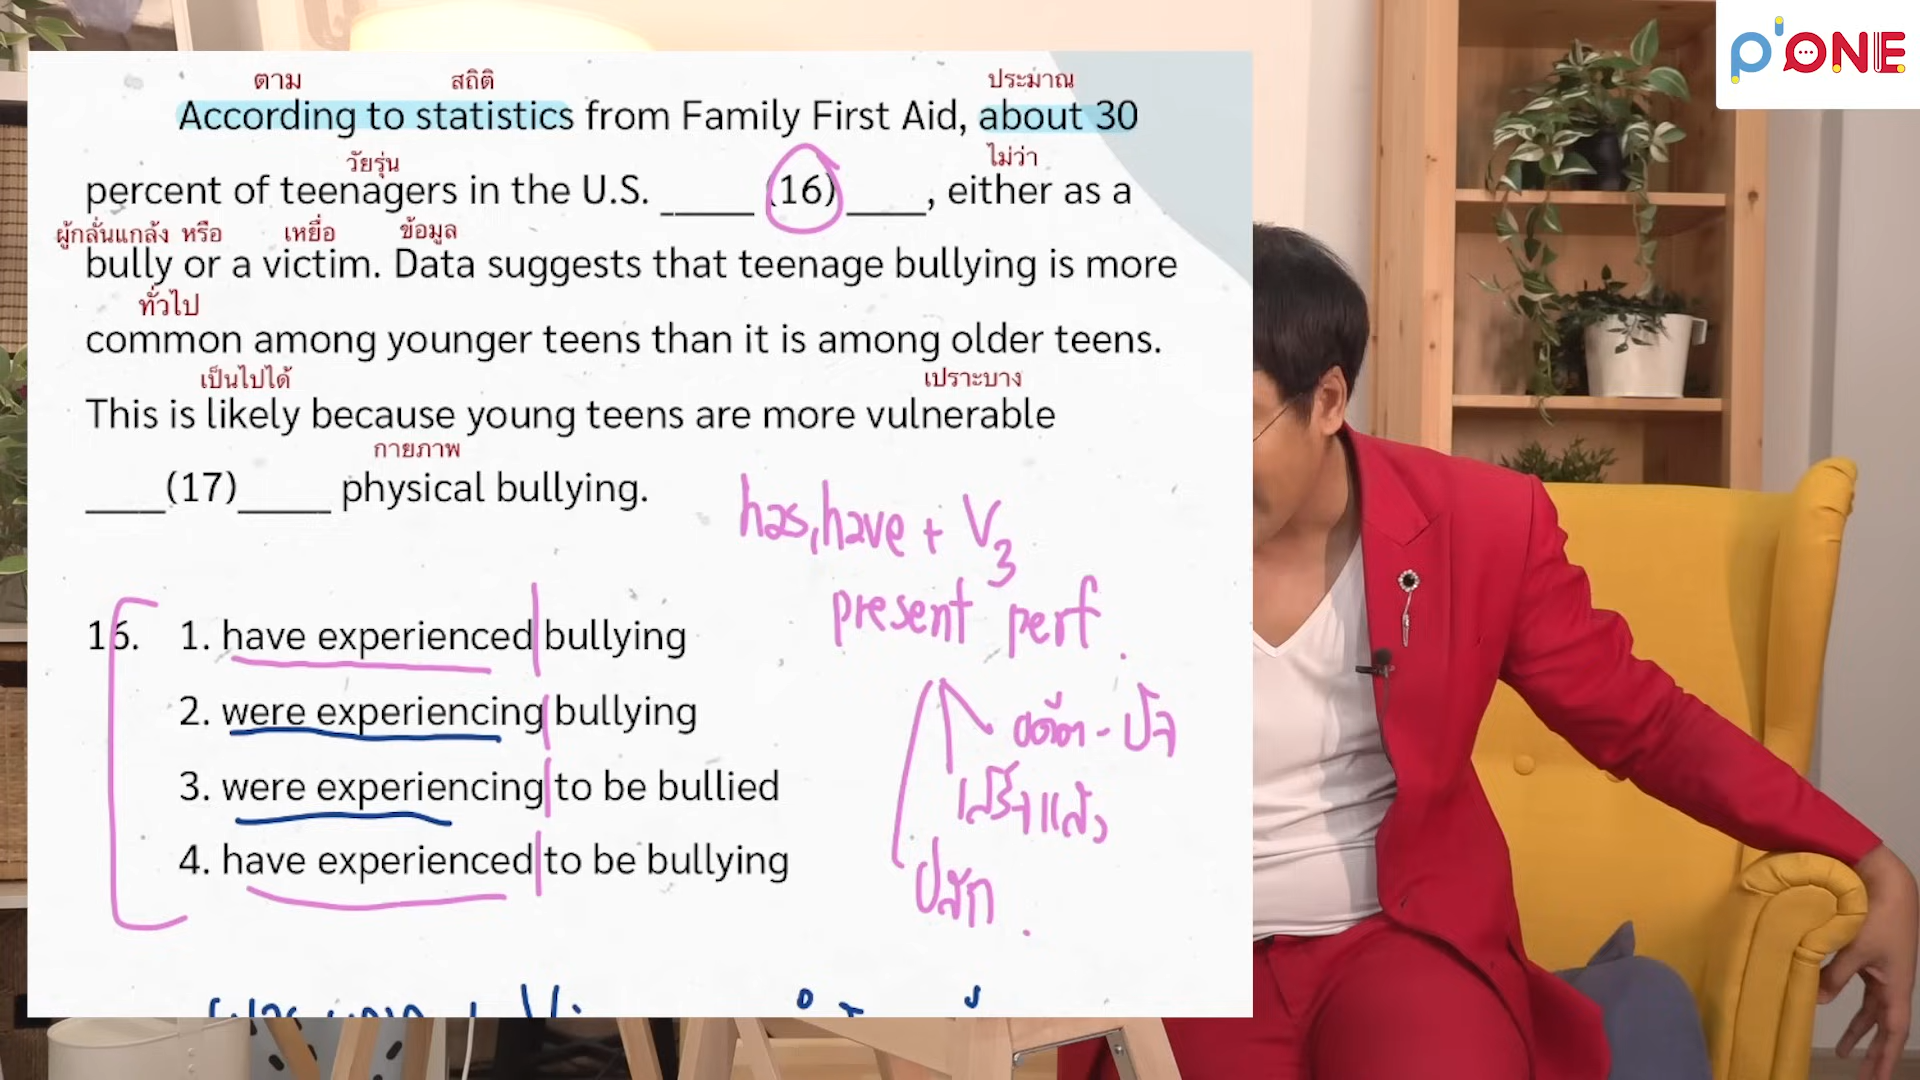 P'ONE
ตาม สถิติ ประมาณ
According to statistics from Family First Aid, about 30
วัยรุ่น ไม่ว่า
percent of teenagers in the U.S. _____ (16) ____, either as a
ผู้กลั่นแกล้ง หรือ เหยื่อ ข้อมูล
bully or a victim. Data suggests that teenage bullying is more
ทั่วไป
common among younger teens than it is among older teens.
เป็นไปได้ เปราะบาง
This is likely because young teens are more vulnerable
กายภาพ
____(17)_____ physical bullying.
has, have + V3
present perf.
16. 1. have experienced bullying
2. were experiencing bullying
3. were experiencing to be bullied
4. have experienced to be bullying
อดีต - ปัจ
เสร็จแล้ว